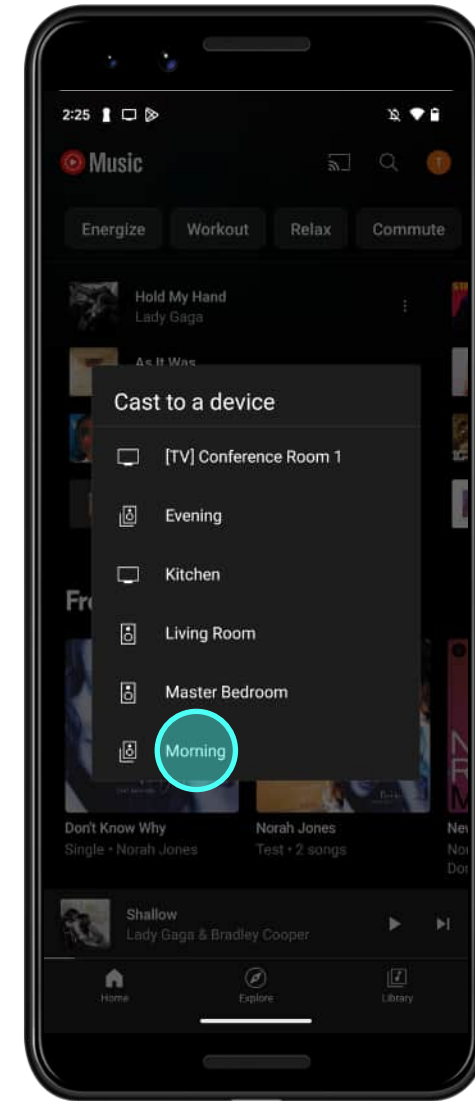 2:25
Music
T
Energize Workout Relax Commute
Hold My Hand
Lady Gaga
As It Was
Cast to a device
[TV] Conference Room 1
Evening
Kitchen
Living Room
Master Bedroom
Morning
Fr
Don't Know Why
Single • Norah Jones
Norah Jones
Test • 2 songs
Shallow
Lady Gaga & Bradley Cooper
Home Explore Library